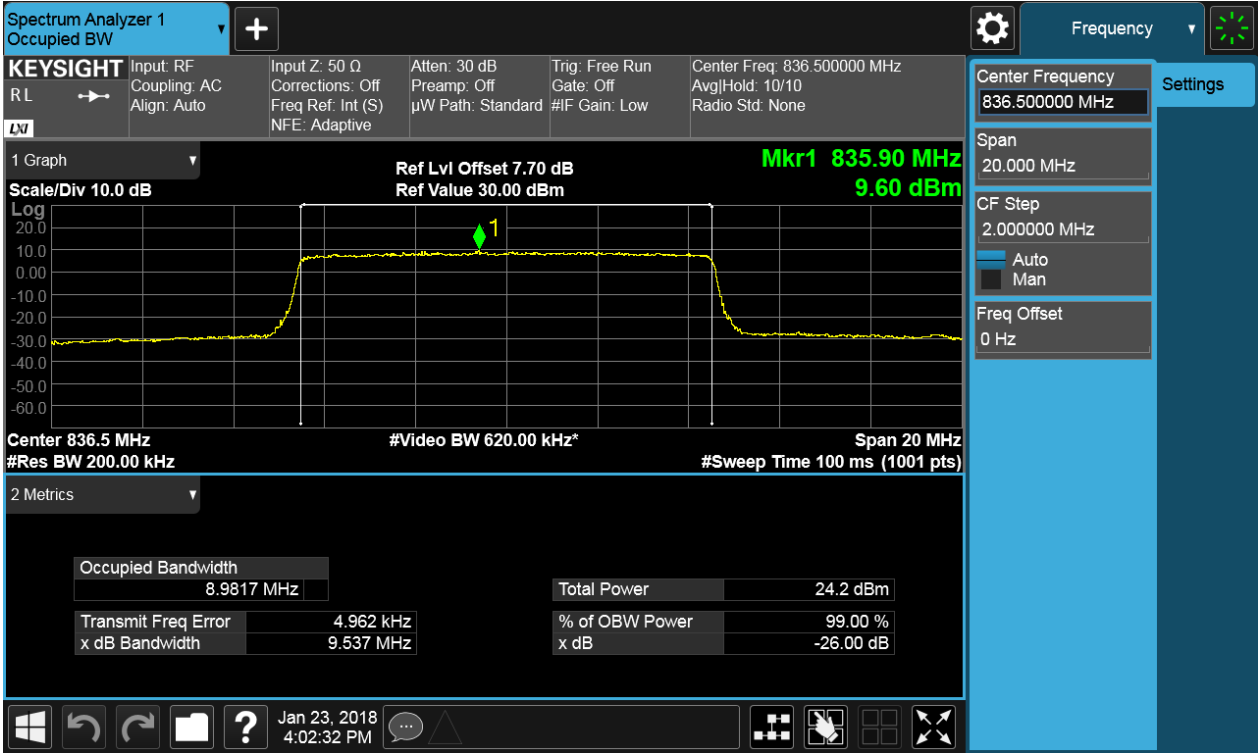 Spectrum Analyzer 1
Occupied BW
+
Frequency
KEYSIGHT
RL
LXI
Input: RF
Coupling: AC
Align: Auto
Input Z: 50 Ω
Corrections: Off
Freq Ref: Int (S)
NFE: Adaptive
Atten: 30 dB
Preamp: Off
µW Path: Standard
Trig: Free Run
Gate: Off
#IF Gain: Low
Center Freq: 836.500000 MHz
Avg|Hold: 10/10
Radio Std: None
Center Frequency
836.500000 MHz
Settings
Span
20.000 MHz
CF Step
2.000000 MHz
Auto
Man
Freq Offset
0 Hz
1 Graph
Scale/Div 10.0 dB
Ref Lvl Offset 7.70 dB
Ref Value 30.00 dBm
Mkr1 835.90 MHz
9.60 dBm
Log
20.0
10.0
0.00
-10.0
-20.0
-30.0
-40.0
-50.0
-60.0
1
Center 836.5 MHz
#Video BW 620.00 kHz*
Span 20 MHz
#Res BW 200.00 kHz
#Sweep Time 100 ms (1001 pts)
2 Metrics
Occupied Bandwidth
8.9817 MHz
Total Power 24.2 dBm
Transmit Freq Error 4.962 kHz
% of OBW Power 99.00 %
x dB Bandwidth 9.537 MHz
x dB -26.00 dB
?
Jan 23, 2018
4:02:32 PM